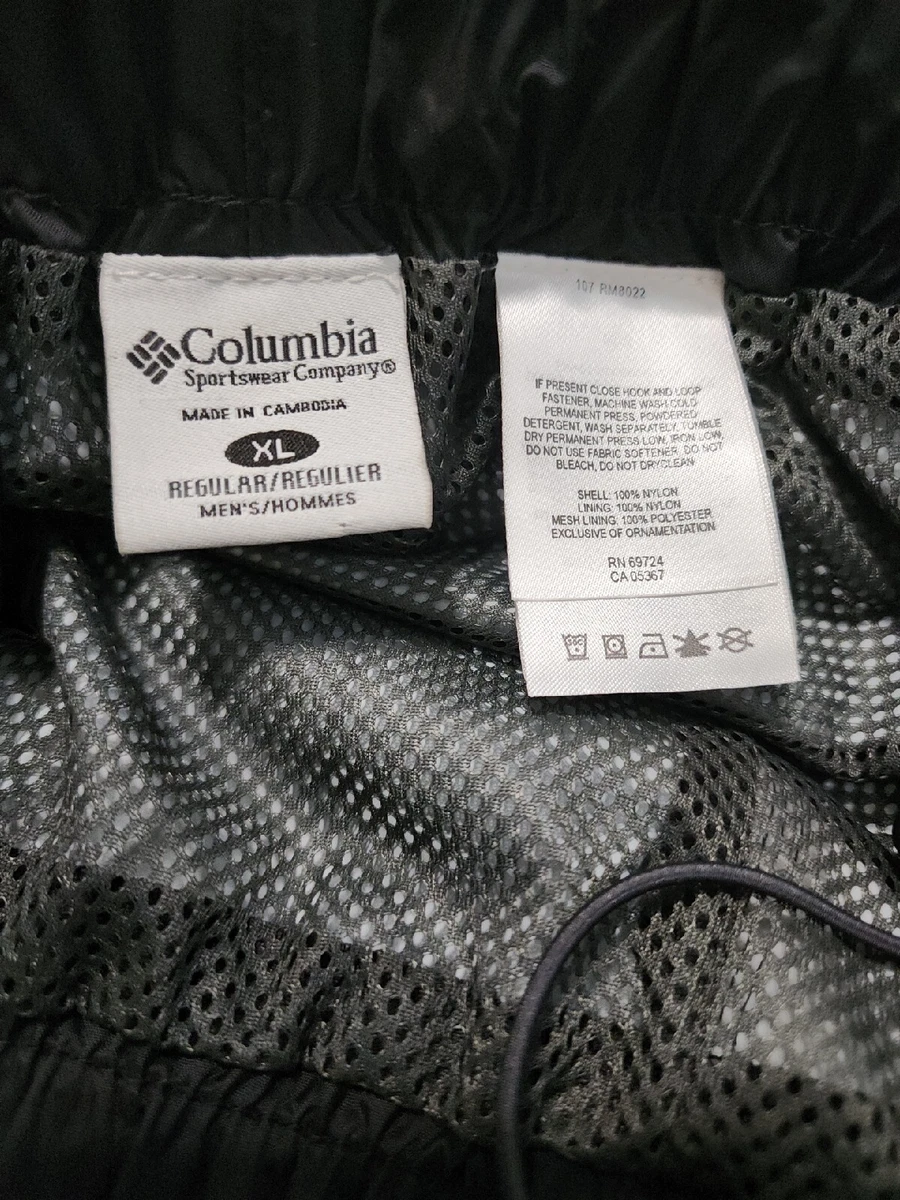 Columbia
Sportswear Company®
MADE IN CAMBODIA
XL
REGULAR/REGULIER
MEN'S/HOMMES
107 RM8022
IF PRESENT CLOSE HOOK AND LOOP
FASTENER, MACHINE WASH COLD
PERMANENT PRESS, POWDERED
DETERGENT, WASH SEPARATELY, TUMBLE
DRY PERMANENT PRESS LOW, IRON LOW,
DO NOT USE FABRIC SOFTENER, DO NOT
BLEACH, DO NOT DRYCLEAN
SHELL: 100% NYLON
LINING: 100% NYLON
MESH LINING: 100% POLYESTER
EXCLUSIVE OF ORNAMENTATION
RN 69724
CA 05367